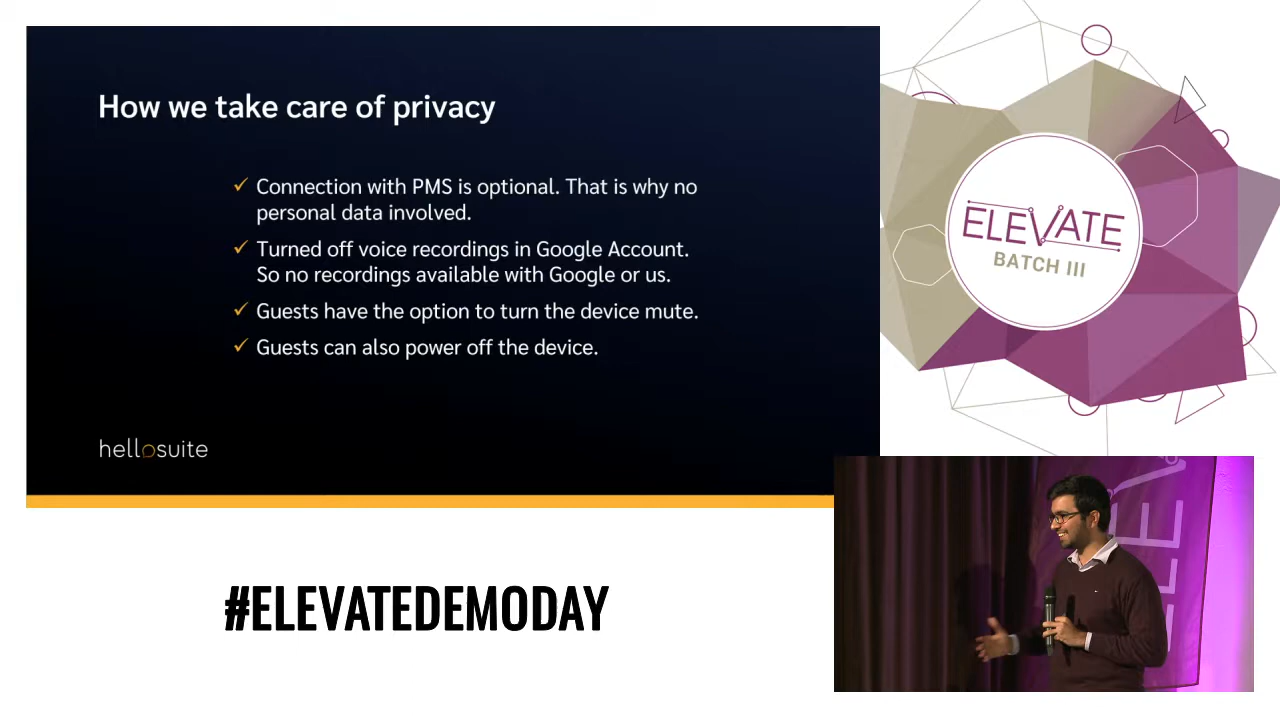 How we take care of privacy
✓ Connection with PMS is optional. That is why no
personal data involved.
✓ Turned off voice recordings in Google Account.
So no recordings available with Google or us.
✓ Guests have the option to turn the device mute.
✓ Guests can also power off the device.
hellosuite
ELEVATE
BATCH III
#ELEVATEDEMODAY
ELEV